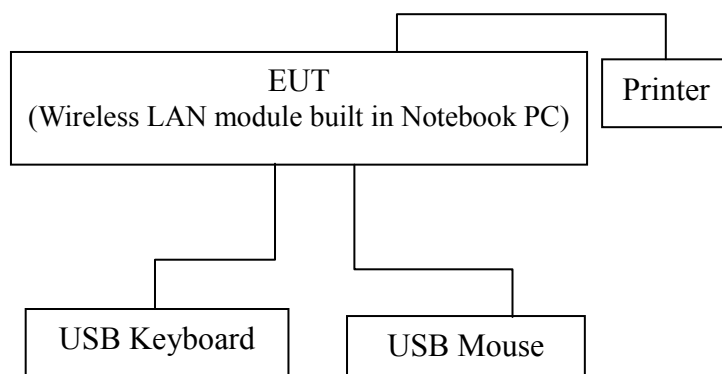 EUT
(Wireless LAN module built in Notebook PC)
Printer
USB Keyboard
USB Mouse